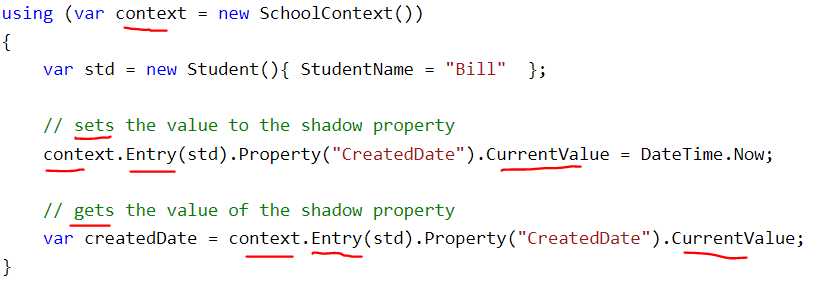 using (var context = new SchoolContext())
{
var std = new Student(){ StudentName = "Bill"  };
// sets the value to the shadow property
context.Entry(std).Property("CreatedDate").CurrentValue = DateTime.Now;
// gets the value of the shadow property
var createdDate = context.Entry(std).Property("CreatedDate").CurrentValue;
}